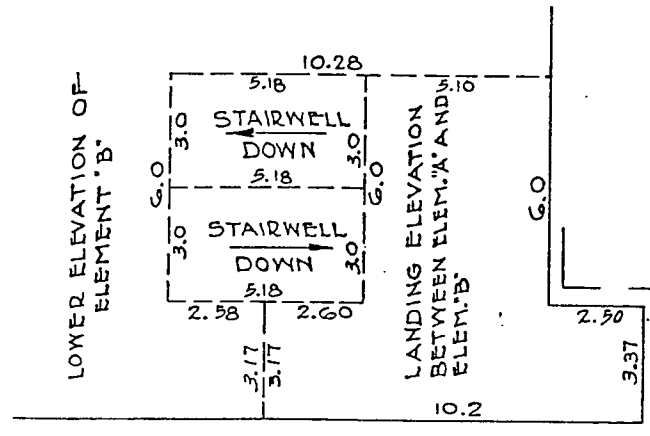 10.28
5.18
5.10
LOWER ELEVATION OF
ELEMENT "B"
3.0
STAIRWELL
DOWN
3.0
6.0
5.18
6.0
3.0
STAIRWELL
DOWN
3.0
5.18
2.58
2.60
LANDING ELEVATION
BETWEEN ELEM."A" AND
ELEM."B"
6.0
2.50
3.17
3.17
3.37
10.2